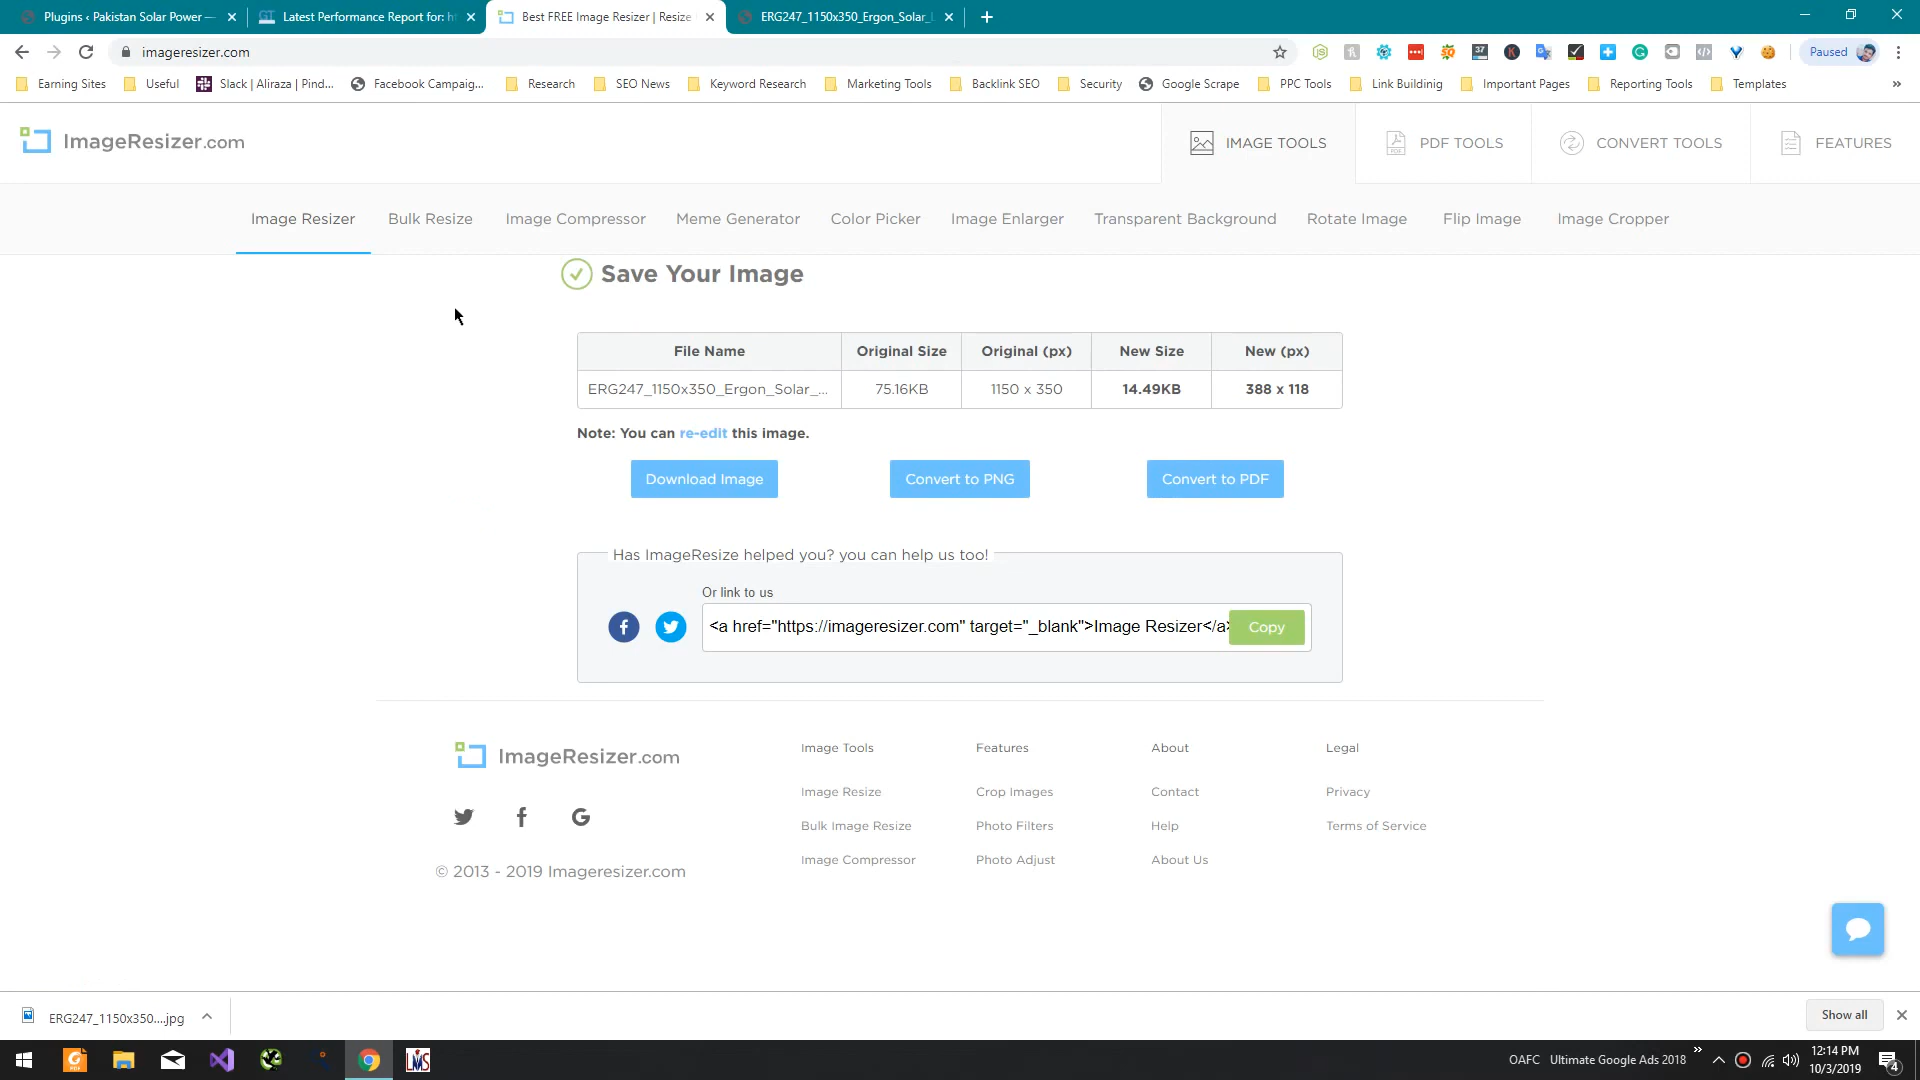 Plugins ‹ Pakistan Solar Power —
GT Latest Performance Report for: h
Best FREE Image Resizer | Resize
ERG247_1150x350_Ergon_Solar_
imageresizer.com
37
Paused
Earning Sites
Useful
Slack | Aliraza | Pind...
Facebook Campaig...
Research
SEO News
Keyword Research
Marketing Tools
Backlink SEO
Security
Google Scrape
PPC Tools
Link Builidinig
Important Pages
Reporting Tools
Templates
»
ImageResizer.com
IMAGE TOOLS
PDF TOOLS
CONVERT TOOLS
FEATURES
Image Resizer
Bulk Resize
Image Compressor
Meme Generator
Color Picker
Image Enlarger
Transparent Background
Rotate Image
Flip Image
Image Cropper
Save Your Image
File Name Original Size Original (px) New Size New (px)
ERG247_1150x350_Ergon_Solar_... 75.16KB 1150 x 350 14.49KB 388 x 118
Note: You can re-edit this image.
Download Image
Convert to PNG
Convert to PDF
Has ImageResize helped you? you can help us too!
Or link to us
<a href="https://imageresizer.com" target="_blank">Image Resizer</a>
Copy
ImageResizer.com
© 2013 - 2019 Imageresizer.com
Image Tools
Image Resize
Bulk Image Resize
Image Compressor
Features
Crop Images
Photo Filters
Photo Adjust
About
Contact
Help
About Us
Legal
Privacy
Terms of Service
ERG247_1150x350....jpg
Show all
OAFC
Ultimate Google Ads 2018
»
12:14 PM
10/3/2019
4